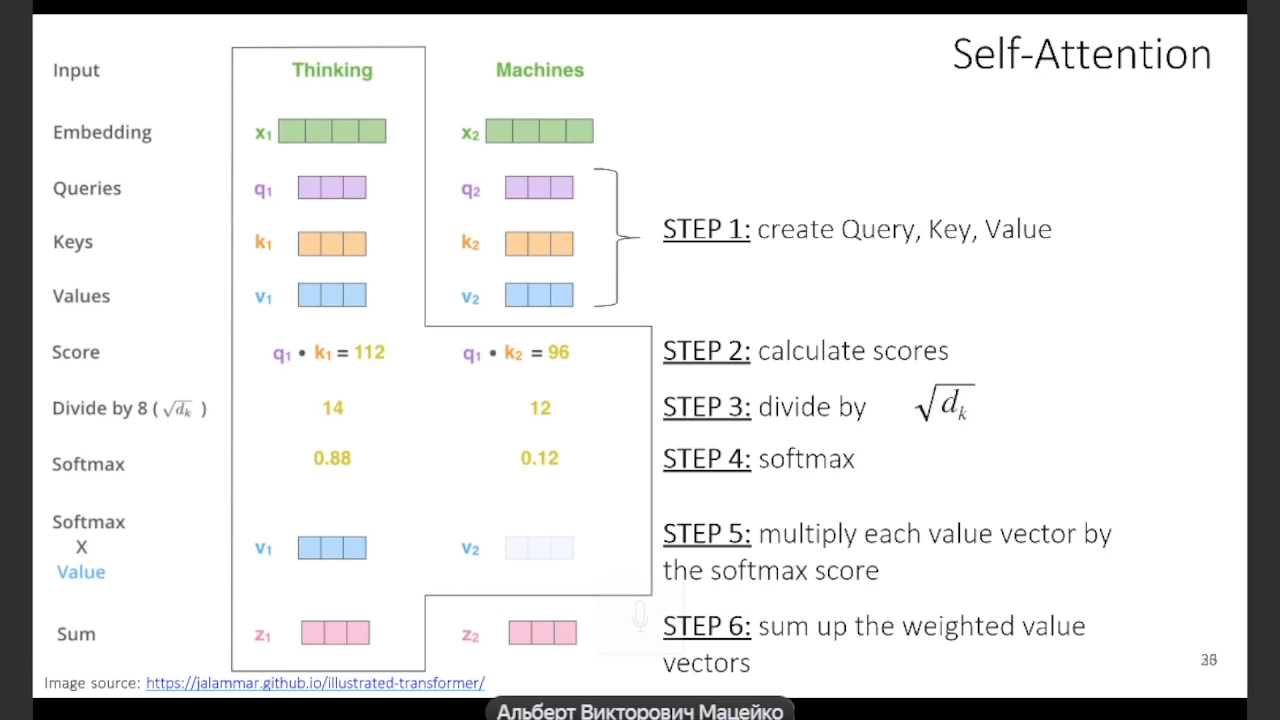 Self-Attention
Input Thinking Machines
Embedding x1 x2
Queries q1 q2
STEP 1: create Query, Key, Value
Keys k1 k2
Values v1 v2
Score q1 • k1 = 112 q1 • k2 = 96 STEP 2: calculate scores
Divide by 8 ( √dk ) 14 12 STEP 3: divide by √dk
Softmax 0.88 0.12 STEP 4: softmax
Softmax
X
Value
v1 v2
STEP 5: multiply each value vector by
the softmax score
Sum z1 z2
STEP 6: sum up the weighted value
vectors
Image source: https://jalammar.github.io/illustrated-transformer/
Альберт Викторович Мацейко